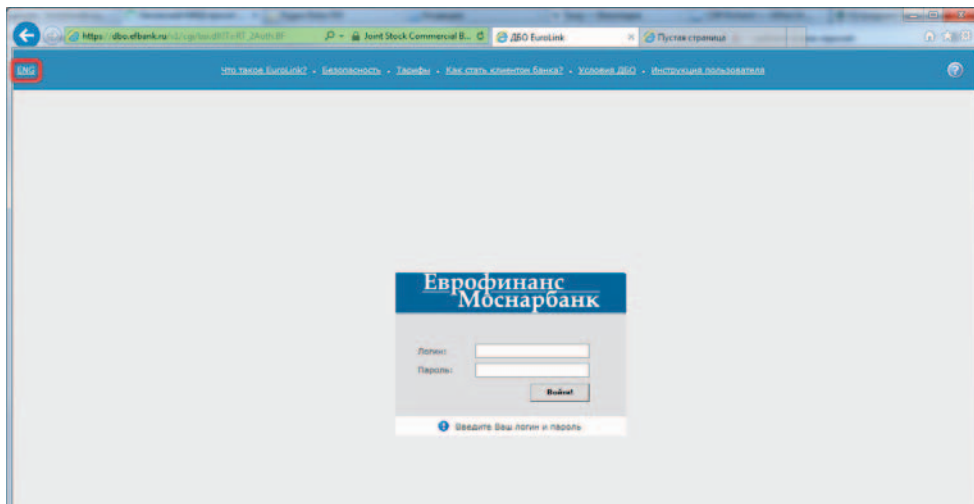 https://dbo.efbank.ru
Joint Stock Commercial B...
ДБО EuroLink
Пустая страница
ENG
Что такое EuroLink? - Безопасность - Тарифы - Как стать клиентом банка? - Условия ДБО - Инструкция пользователя
Еврофинанс
Моснарбанк
Логин:
Пароль:
Войти!
Введите Ваш логин и пароль